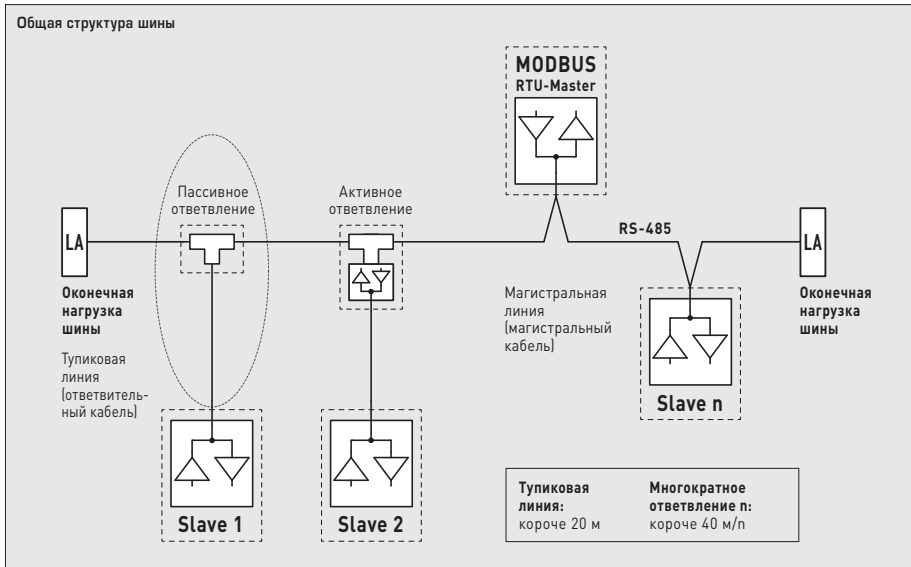 Общая структура шины
MODBUS
RTU-Master
Пассивное
ответвление
Активное
ответвление
RS-485
LA
LA
Оконечная
нагрузка
шины
Магистральная
линия
(магистральный
кабель)
Оконечная
нагрузка
шины
Тупиковая
линия
(ответвитель-
ный кабель)
Slave n
Slave 1
Slave 2
Тупиковая
линия:
короче 20 м
Многократное
ответвление n:
короче 40 м/n